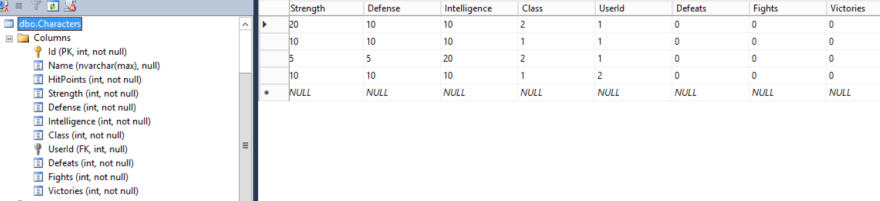 dbo.Characters
Columns
Id (PK, int, not null)
Name (nvarchar(max), null)
HitPoints (int, not null)
Strength (int, not null)
Defense (int, not null)
Intelligence (int, not null)
Class (int, not null)
UserId (FK, int, not null)
Defeats (int, not null)
Fights (int, not null)
Victories (int, not null)
Strength Defense Intelligence Class UserId Defeats Fights Victories
20 10 10 2 1 0 0 0
10 10 10 1 1 0 0 0
5 5 20 2 1 0 0 0
10 10 10 1 2 0 0 0
NULL NULL NULL NULL NULL NULL NULL NULL